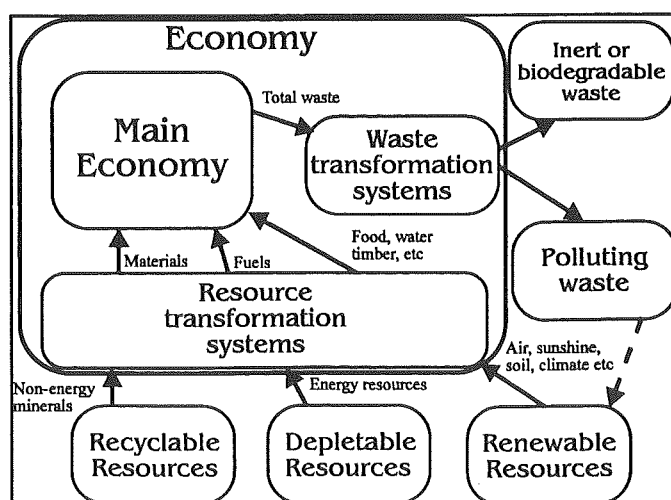 Economy
Inert or
biodegradable
waste
Total waste
Main
Economy
Waste
transformation
systems
Food, water
timber, etc
Materials
Fuels
Polluting
waste
Resource
transformation
systems
Air, sunshine,
soil, climate etc
Non-energy
minerals
Energy resources
Recyclable
Resources
Depletable
Resources
Renewable
Resources